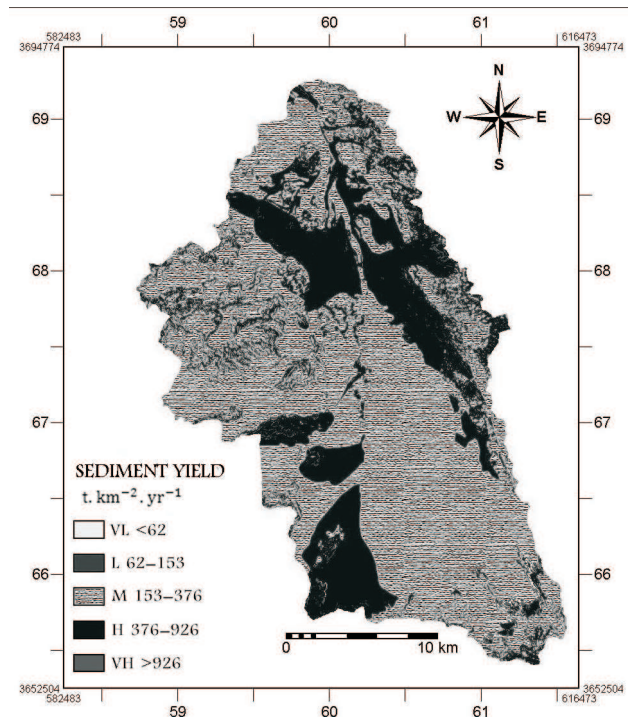 59 60 61
582483 616473
3694774 3694774
N
W E
S
69
68
67
66
SEDIMENT YIELD
t. km⁻². yr⁻¹
VL <62
L 62–153
M 153–376
H 376–926
VH >926
0 10 km
3652504 3652504
582483 616473
59 60 61
69
68
67
66